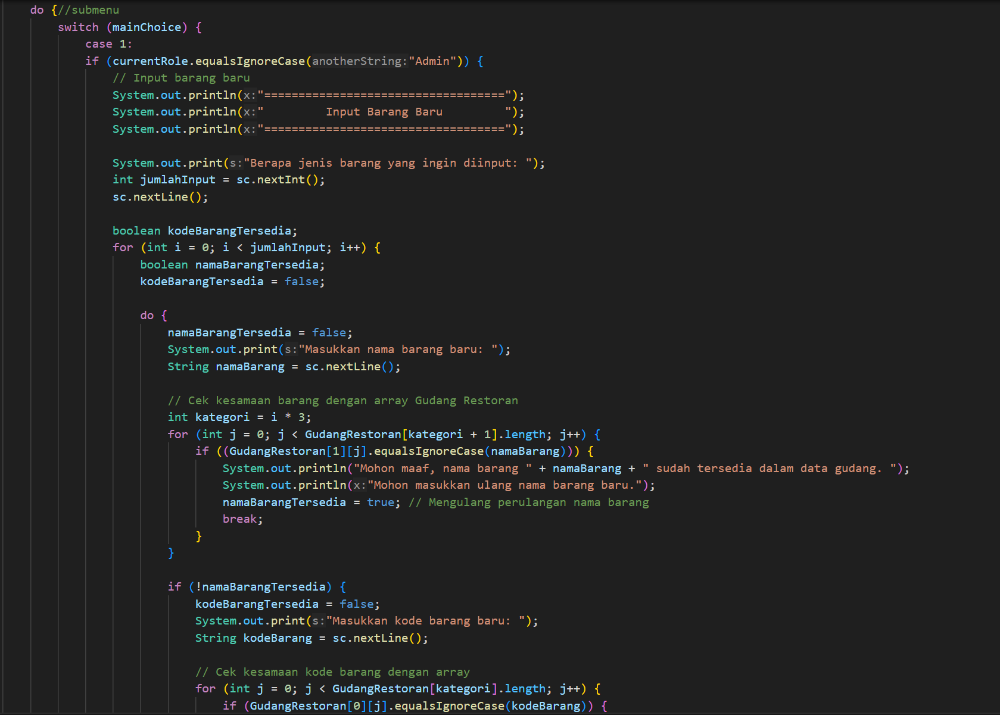 do {//submenu
switch (mainChoice) {
case 1:
if (currentRole.equalsIgnoreCase(anotherString:"Admin")) {
// Input barang baru
System.out.println(x:"===================================");
System.out.println(x:"         Input Barang Baru         ");
System.out.println(x:"===================================");
System.out.print(s:"Berapa jenis barang yang ingin diinput: ");
int jumlahInput = sc.nextInt();
sc.nextLine();
boolean kodeBarangTersedia;
for (int i = 0; i < jumlahInput; i++) {
boolean namaBarangTersedia;
kodeBarangTersedia = false;
do {
namaBarangTersedia = false;
System.out.print(s:"Masukkan nama barang baru: ");
String namaBarang = sc.nextLine();
// Cek kesamaan barang dengan array Gudang Restoran
int kategori = i * 3;
for (int j = 0; j < GudangRestoran[kategori + 1].length; j++) {
if ((GudangRestoran[1][j].equalsIgnoreCase(namaBarang))) {
System.out.println("Mohon maaf, nama barang " + namaBarang + " sudah tersedia dalam data gudang. ");
System.out.println(x:"Mohon masukkan ulang nama barang baru.");
namaBarangTersedia = true; // Mengulang perulangan nama barang
break;
}
}
if (!namaBarangTersedia) {
kodeBarangTersedia = false;
System.out.print(s:"Masukkan kode barang baru: ");
String kodeBarang = sc.nextLine();
// Cek kesamaan kode barang dengan array
for (int j = 0; j < GudangRestoran[kategori].length; j++) {
if (GudangRestoran[0][j].equalsIgnoreCase(kodeBarang)) {